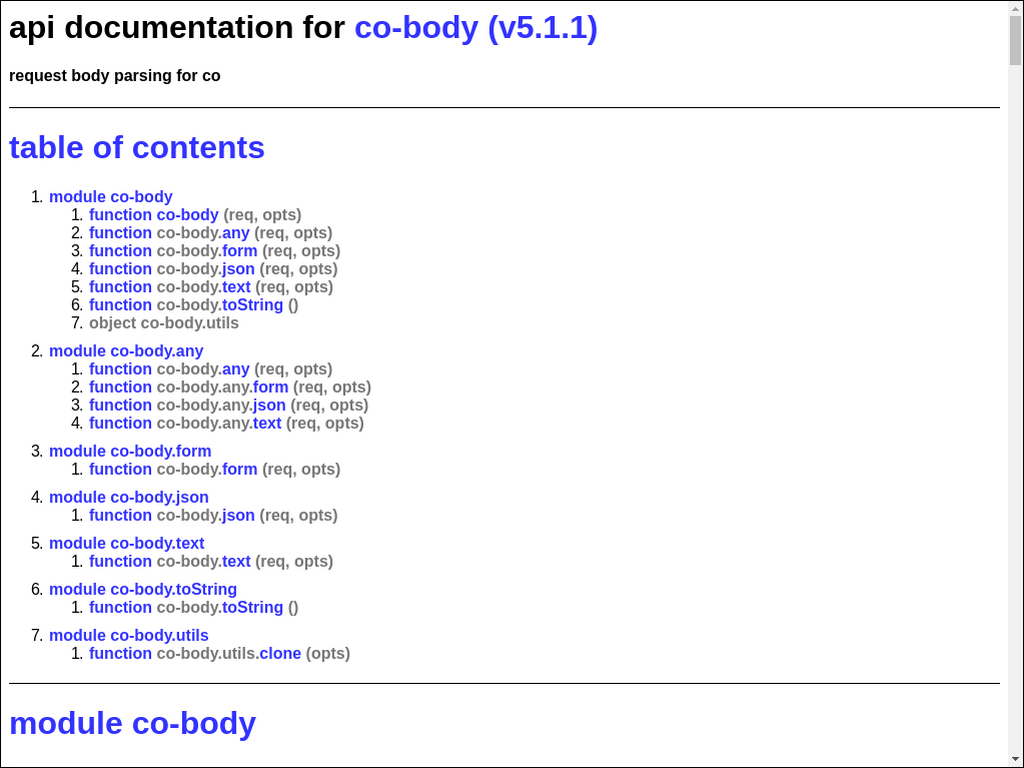 api documentation for co-body (v5.1.1)
request body parsing for co
table of contents
1. module co-body
1. function co-body (req, opts)
2. function co-body.any (req, opts)
3. function co-body.form (req, opts)
4. function co-body.json (req, opts)
5. function co-body.text (req, opts)
6. function co-body.toString ()
7. object co-body.utils
2. module co-body.any
1. function co-body.any (req, opts)
2. function co-body.any.form (req, opts)
3. function co-body.any.json (req, opts)
4. function co-body.any.text (req, opts)
3. module co-body.form
1. function co-body.form (req, opts)
4. module co-body.json
1. function co-body.json (req, opts)
5. module co-body.text
1. function co-body.text (req, opts)
6. module co-body.toString
1. function co-body.toString ()
7. module co-body.utils
1. function co-body.utils.clone (opts)
module co-body